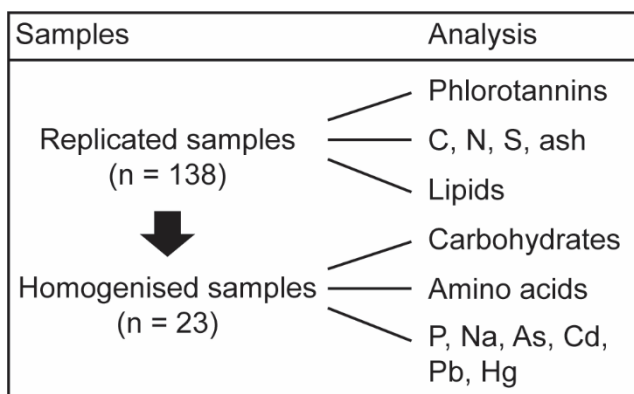 Samples Analysis
Phlorotannins
Replicated samples
(n = 138)
C, N, S, ash
Lipids
Carbohydrates
Homogenised samples
(n = 23)
Amino acids
P, Na, As, Cd,
Pb, Hg